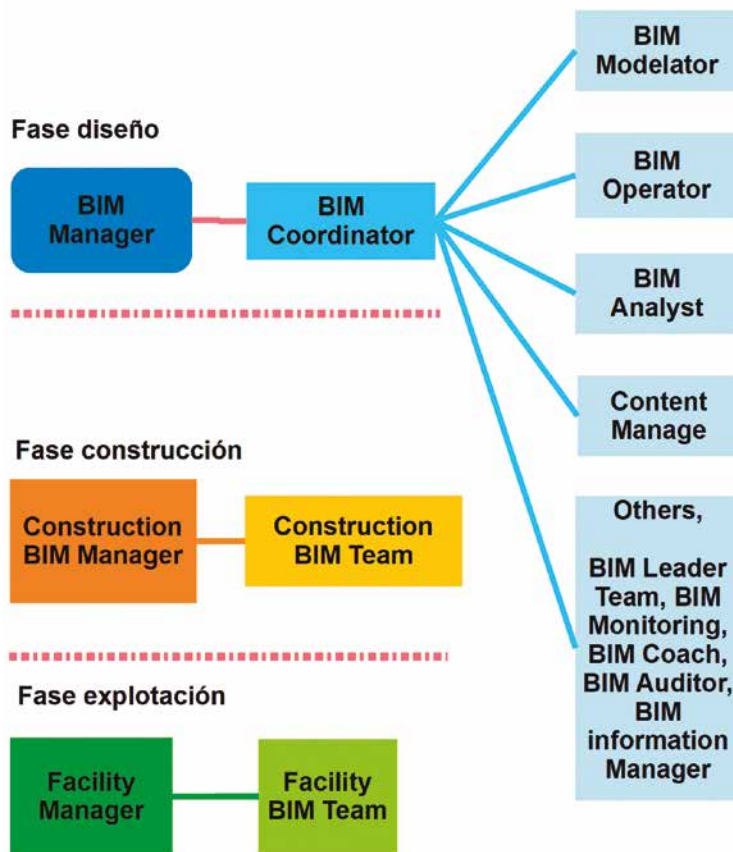 Fase diseño
BIM
Manager
BIM
Coordinator
BIM
Modelator
BIM
Operator
BIM
Analyst
Content
Manage
Others,
BIM Leader
Team, BIM
Monitoring,
BIM Coach,
BIM Auditor,
BIM
information
Manager
Fase construcción
Construction
BIM Manager
Construction
BIM Team
Fase explotación
Facility
Manager
Facility
BIM Team